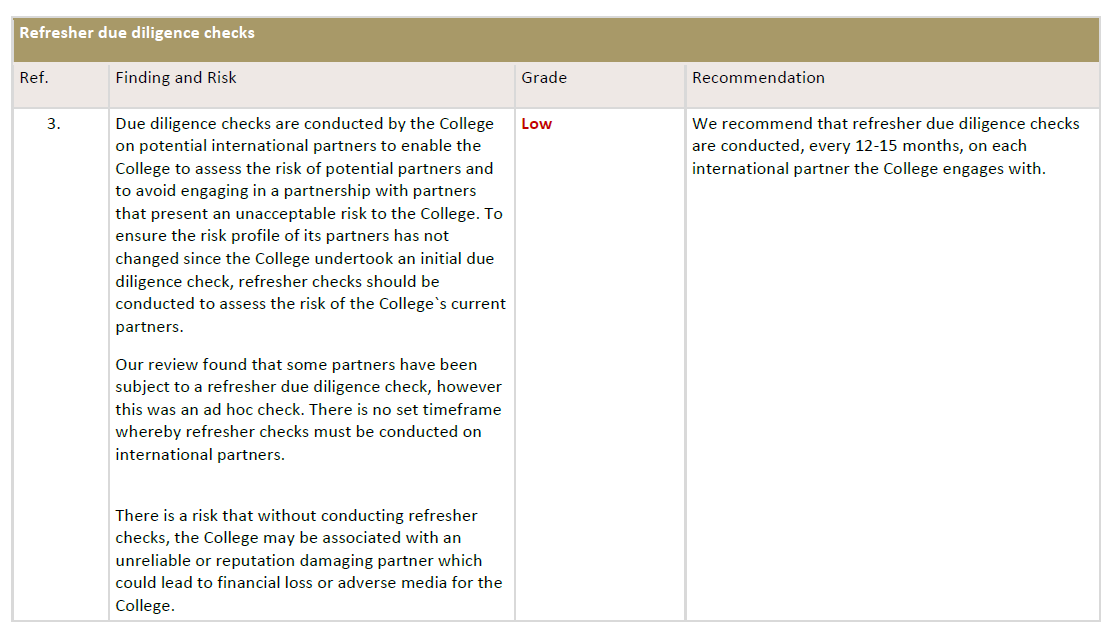 Refresher due diligence checks
Ref.
Finding and Risk
Grade
Recommendation
3.
Due diligence checks are conducted by the College
on potential international partners to enable the
College to assess the risk of potential partners and
to avoid engaging in a partnership with partners
that present an unacceptable risk to the College. To
ensure the risk profile of its partners has not
changed since the College undertook an initial due
diligence check, refresher checks should be
conducted to assess the risk of the College`s current
partners.
Our review found that some partners have been
subject to a refresher due diligence check, however
this was an ad hoc check. There is no set timeframe
whereby refresher checks must be conducted on
international partners.
There is a risk that without conducting refresher
checks, the College may be associated with an
unreliable or reputation damaging partner which
could lead to financial loss or adverse media for the
College.
Low
We recommend that refresher due diligence checks
are conducted, every 12-15 months, on each
international partner the College engages with.